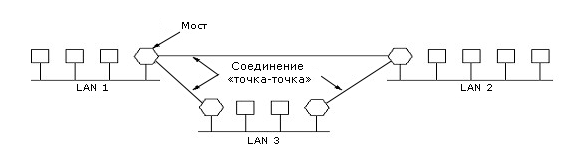 Мост
Соединение
«точка-точка»
LAN 1
LAN 2
LAN 3